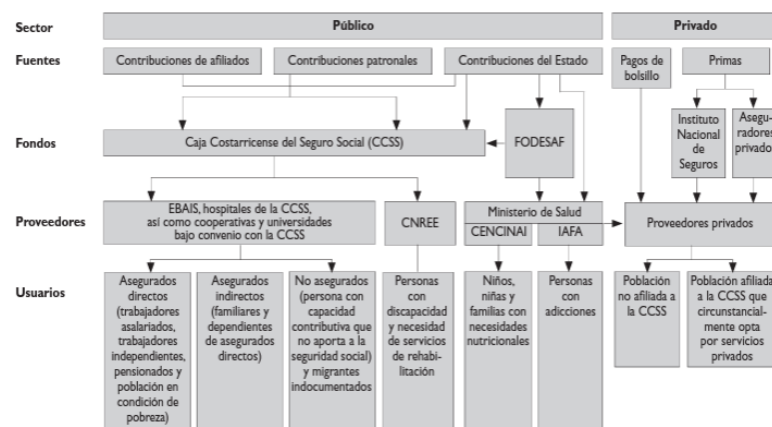 Sector
Público
Privado
Fuentes
Contribuciones de afiliados
Contribuciones patronales
Contribuciones del Estado
Pagos de
bolsillo
Primas
Fondos
Caja Costarricense del Seguro Social (CCSS)
FODESAF
Instituto
Nacional
de
Seguros
Asegu-
radores
privado
Proveedores
EBAIS, hospitales de la CCSS,
así como cooperativas y universidades
bajo convenio con la CCSS
CNREE
Ministerio de Salud
CENCINAI
IAFA
Proveedores privados
Usuarios
Asegurados
directos
(trabajadores
asalariados,
trabajadores
independientes,
pensionados y
población en
condición de
pobreza)
Asegurados
indirectos
(familiares y
dependientes
de asegurados
directos)
No asegurados
(persona con
capacidad
contributiva que
no aporta a la
seguridad social)
y migrantes
indocumentados
Personas
con
discapacidad
y necesidad
de servicios
de rehabi-
litación
Niños,
niñas y
familias con
necesidades
nutricionales
Personas
con
adicciones
Población
no afiliada a
la CCSS
Población afiliada
a la CCSS que
circunstancial-
mente opta
por servicios
privados